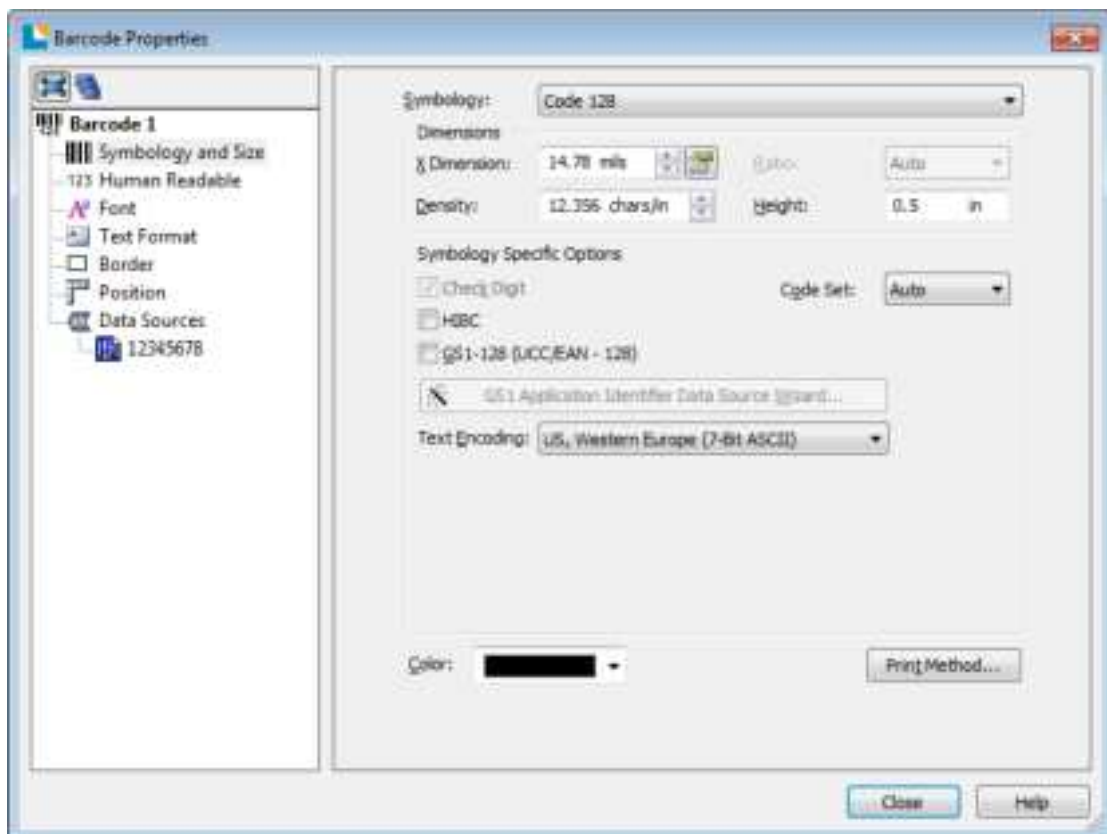 Barcode Properties
Barcode 1
Symbology and Size
123 Human Readable
Font
Text Format
Border
Position
Data Sources
12345678
Symbology: Code 128
Dimensions
X Dimension: 14.78 mils Ratio: Auto
Density: 12.356 chars/in Height: 0.5 in
Symbology Specific Options
Check Digit Code Set: Auto
HIBC
GS1-128 (UCC/EAN - 128)
GS1 Application Identifier Data Source Wizard...
Text Encoding: US, Western Europe (7-Bit ASCII)
Color: Print Method...
Close Help